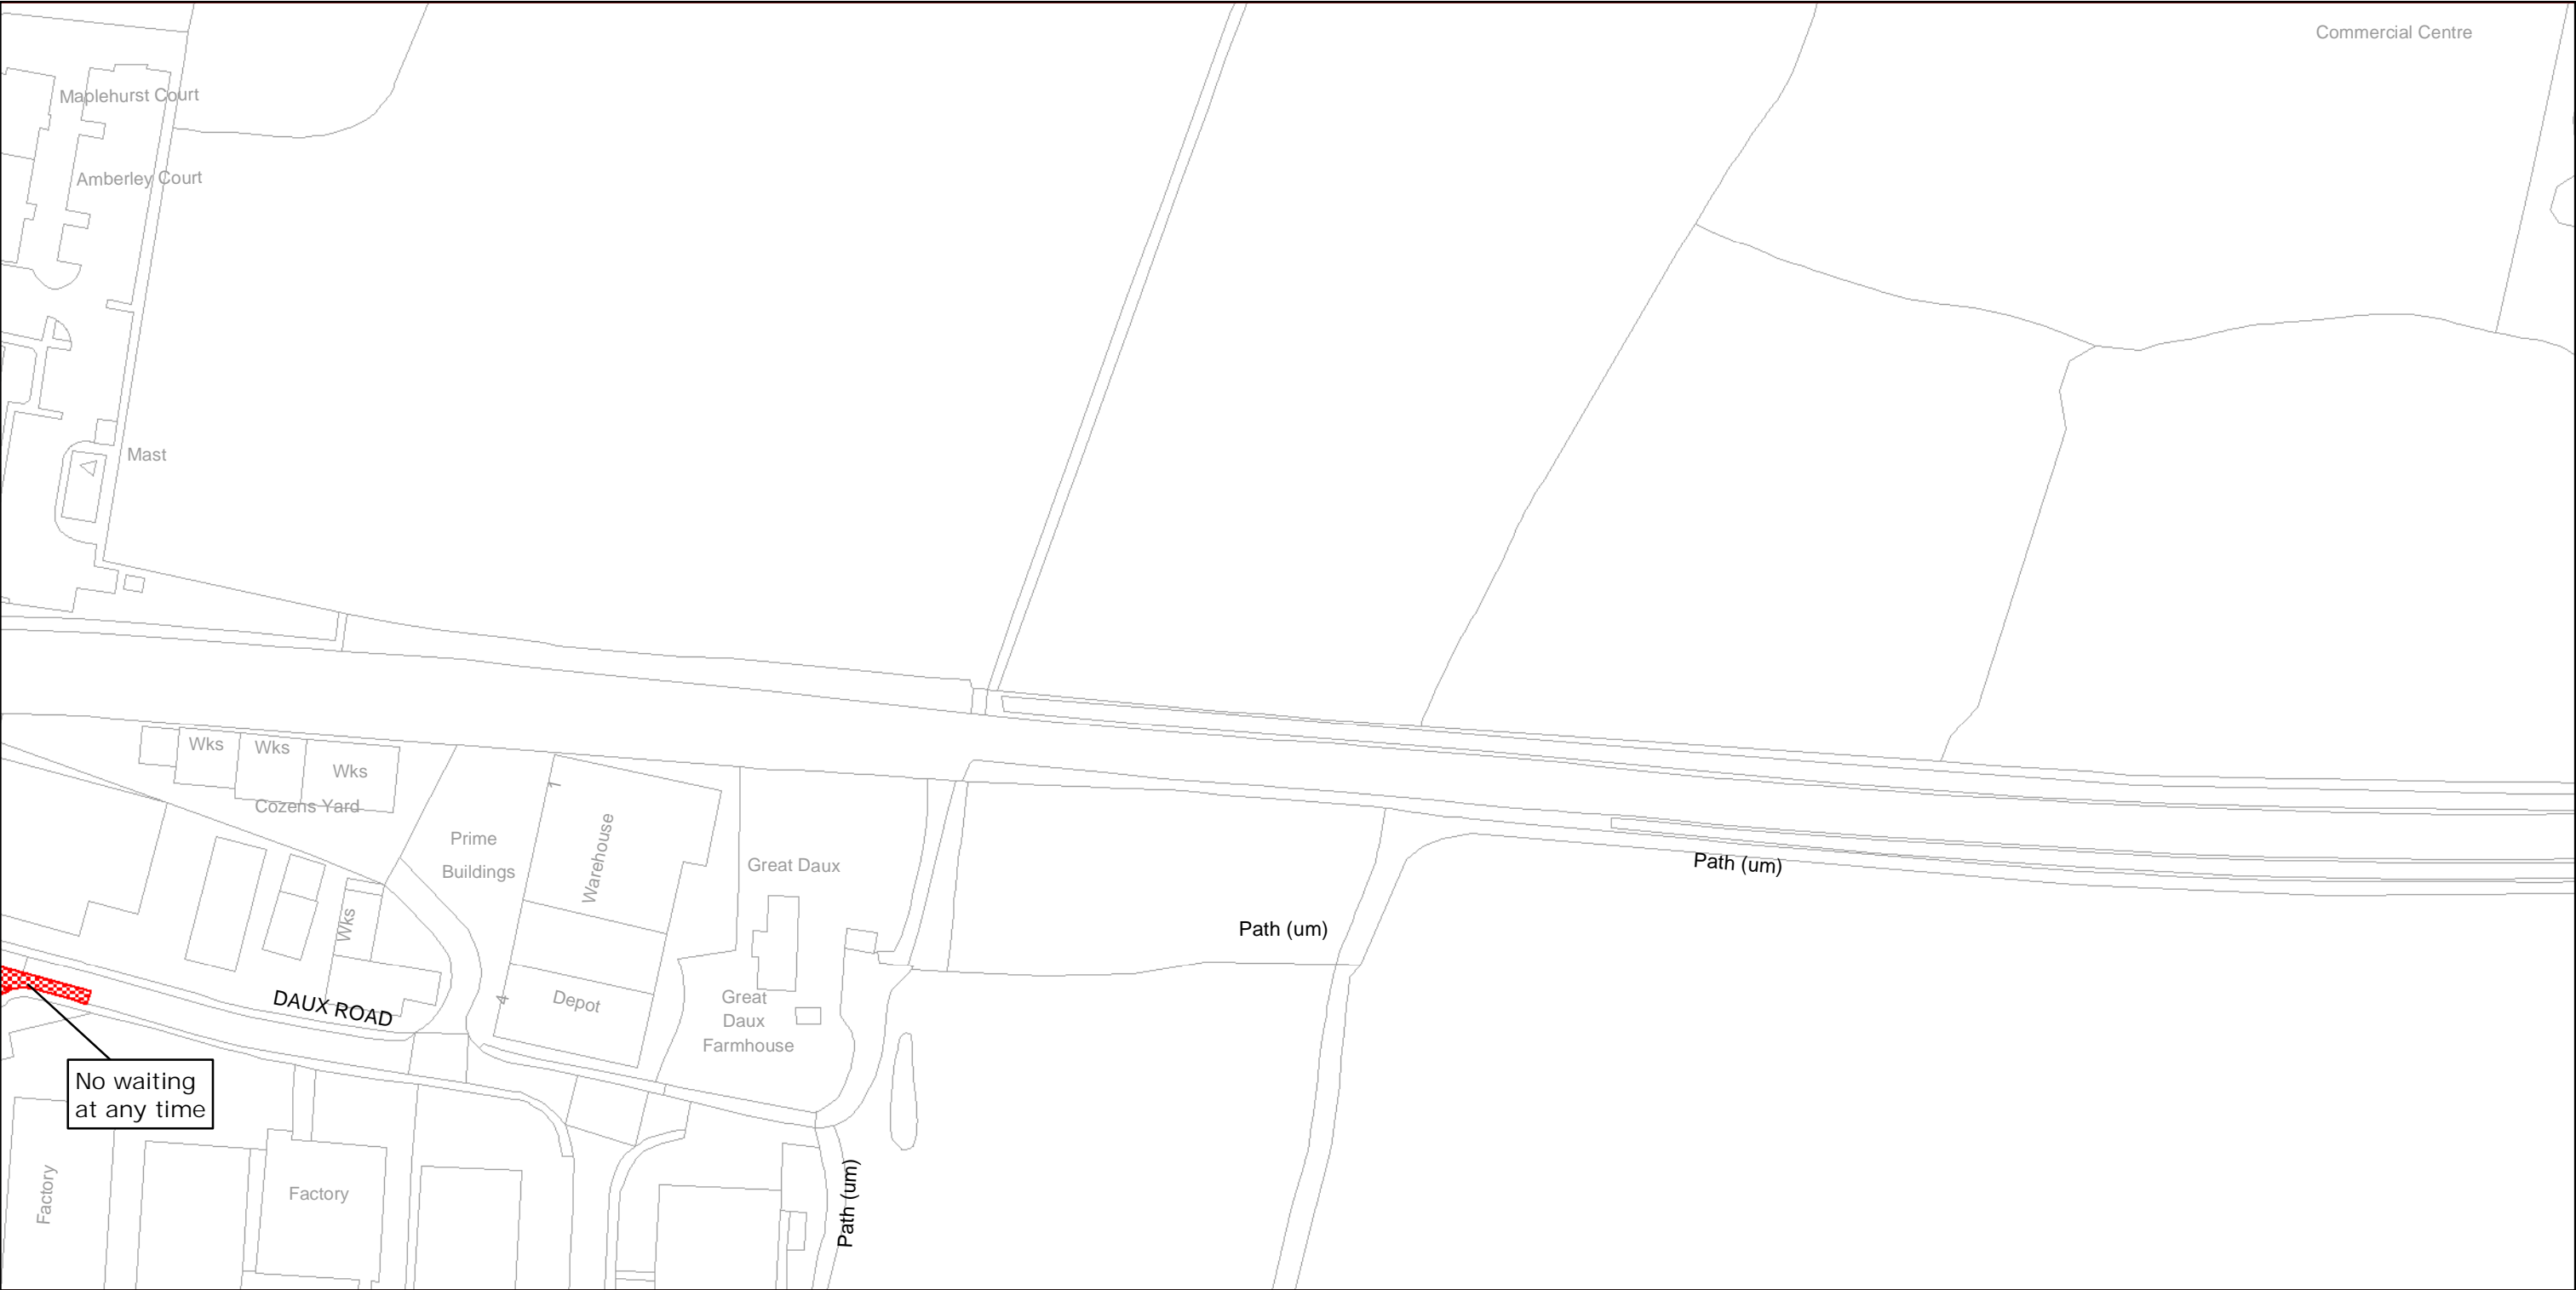 Commercial Centre
Maplehurst Court
Amberley Court
Mast
Wks
Wks
Wks
Cozens Yard
1
Prime
Buildings
Warehouse
Great Daux
Path (um)
Path (um)
Wks
DAUX ROAD
4
Depot
Great
Daux
Farmhouse
No waiting
at any time
Factory
Factory
Path (um)